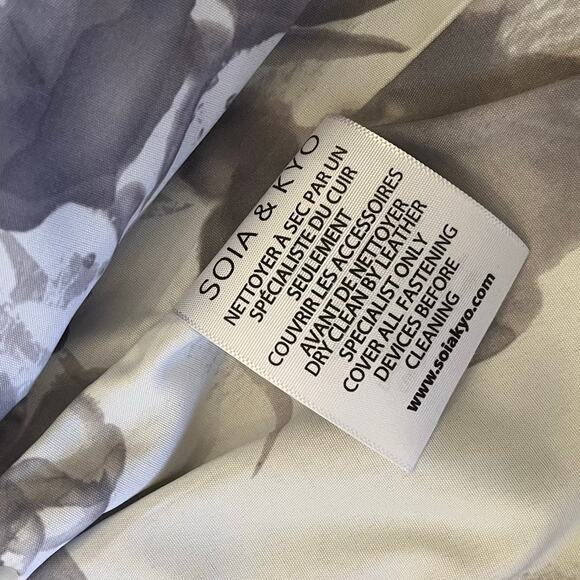 SOIA & KYO
NETTOYER A SEC PAR UN
SPECIALISTE DU CUIR
SEULEMENT
COUVRIR LES ACCESSOIRES
AVANT DE NETTOYER
DRY CLEAN BY LEATHER
SPECIALIST ONLY
COVER ALL FASTENING
DEVICES BEFORE
CLEANING
www.soiakyo.com